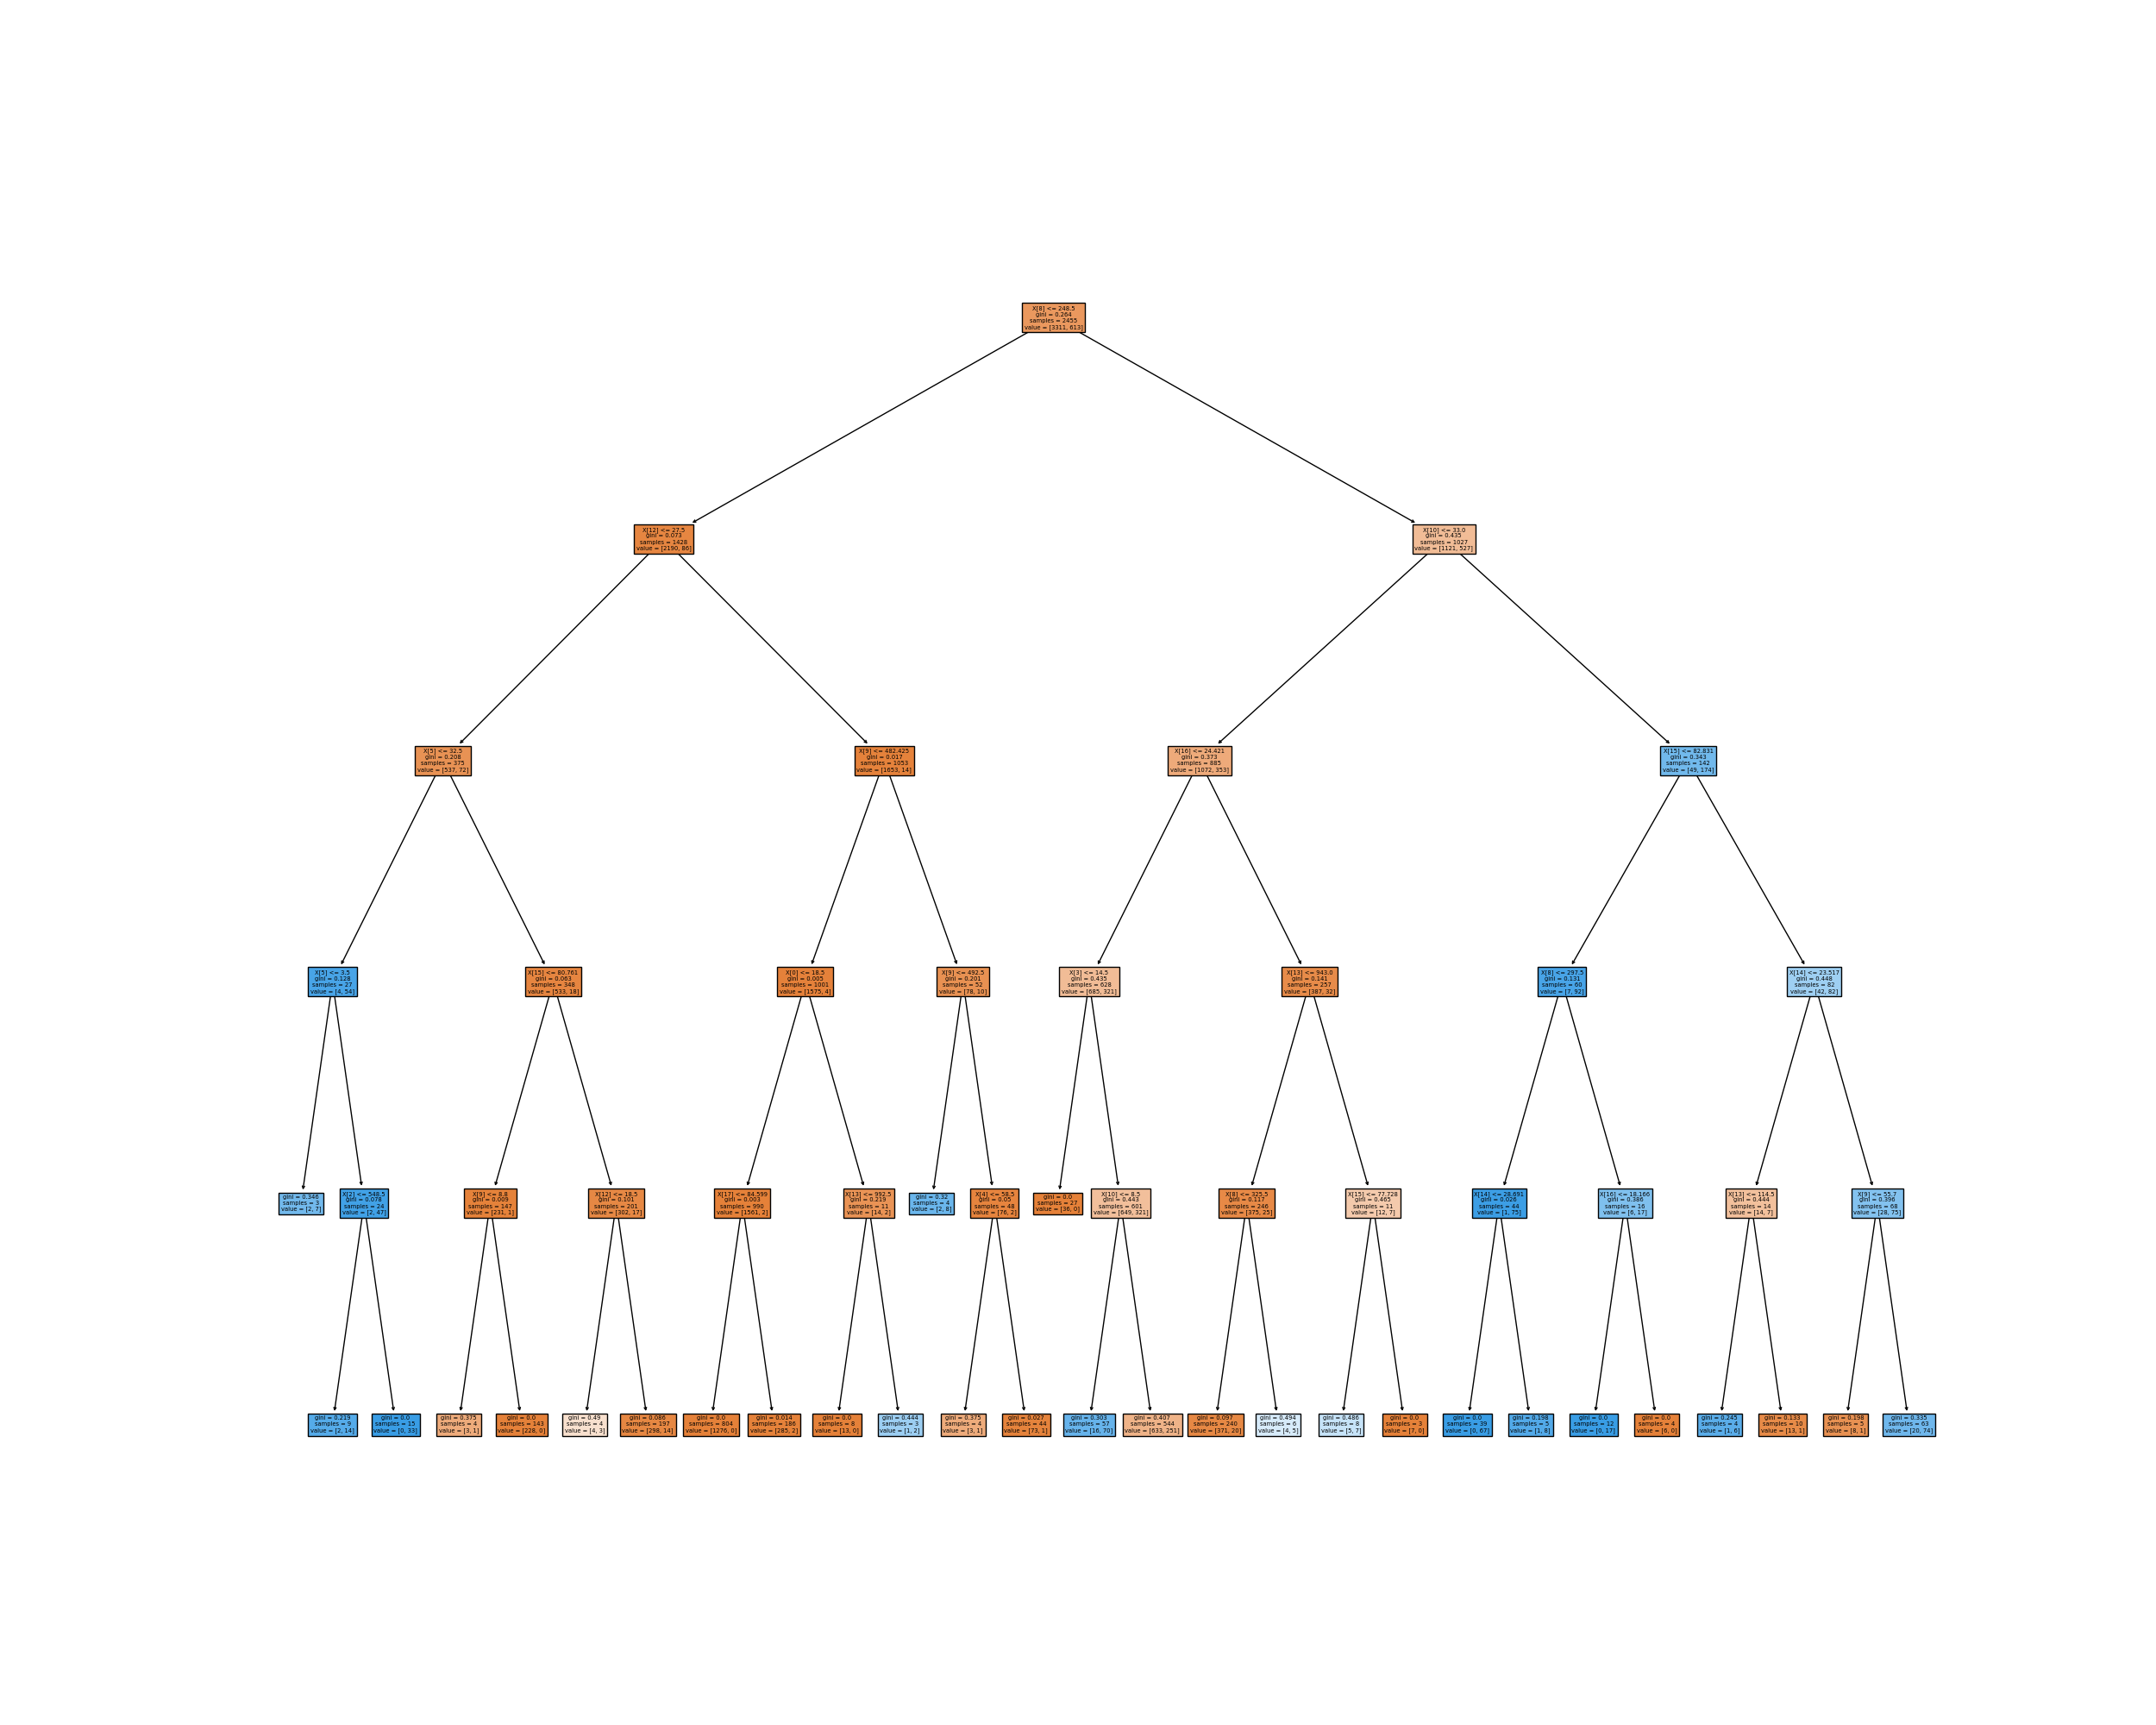 X[8] <= 248.5
gini = 0.264
samples = 2455
value = [3311, 613]
X[12] <= 27.5
gini = 0.073
samples = 1428
value = [2190, 86]
X[10] <= 33.0
gini = 0.435
samples = 1027
value = [1121, 527]
X[5] <= 32.5
gini = 0.208
samples = 375
value = [537, 72]
X[9] <= 482.425
gini = 0.017
samples = 1053
value = [1653, 14]
X[16] <= 24.421
gini = 0.373
samples = 885
value = [1072, 353]
X[15] <= 82.831
gini = 0.343
samples = 142
value = [49, 174]
X[5] <= 3.5
gini = 0.128
samples = 27
value = [4, 54]
X[15] <= 80.761
gini = 0.063
samples = 348
value = [533, 18]
X[0] <= 18.5
gini = 0.005
samples = 1001
value = [1575, 4]
X[9] <= 492.5
gini = 0.201
samples = 52
value = [78, 10]
X[3] <= 14.5
gini = 0.435
samples = 628
value = [685, 321]
X[13] <= 943.0
gini = 0.141
samples = 257
value = [387, 32]
X[8] <= 297.5
gini = 0.131
samples = 60
value = [7, 92]
X[14] <= 23.517
gini = 0.448
samples = 82
value = [42, 82]
gini = 0.346
samples = 3
value = [2, 7]
X[2] <= 548.5
gini = 0.078
samples = 24
value = [2, 47]
X[9] <= 8.8
gini = 0.009
samples = 147
value = [231, 1]
X[12] <= 18.5
gini = 0.101
samples = 201
value = [302, 17]
X[17] <= 84.599
gini = 0.003
samples = 990
value = [1561, 2]
X[13] <= 992.5
gini = 0.219
samples = 11
value = [14, 2]
gini = 0.32
samples = 4
value = [2, 8]
X[4] <= 58.5
gini = 0.05
samples = 48
value = [76, 2]
gini = 0.0
samples = 27
value = [36, 0]
X[10] <= 8.5
gini = 0.443
samples = 601
value = [649, 321]
X[8] <= 325.5
gini = 0.117
samples = 246
value = [375, 25]
X[15] <= 77.728
gini = 0.465
samples = 11
value = [12, 7]
X[14] <= 28.691
gini = 0.026
samples = 44
value = [1, 75]
X[16] <= 18.166
gini = 0.386
samples = 16
value = [6, 17]
X[13] <= 114.5
gini = 0.444
samples = 14
value = [14, 7]
X[9] <= 55.7
gini = 0.396
samples = 68
value = [28, 75]
gini = 0.219
samples = 9
value = [2, 14]
gini = 0.0
samples = 15
value = [0, 33]
gini = 0.375
samples = 4
value = [3, 1]
gini = 0.0
samples = 143
value = [228, 0]
gini = 0.49
samples = 4
value = [4, 3]
gini = 0.086
samples = 197
value = [298, 14]
gini = 0.0
samples = 804
value = [1276, 0]
gini = 0.014
samples = 186
value = [285, 2]
gini = 0.0
samples = 8
value = [13, 0]
gini = 0.444
samples = 3
value = [1, 2]
gini = 0.375
samples = 4
value = [3, 1]
gini = 0.027
samples = 44
value = [73, 1]
gini = 0.303
samples = 57
value = [16, 70]
gini = 0.407
samples = 544
value = [633, 251]
gini = 0.097
samples = 240
value = [371, 20]
gini = 0.494
samples = 6
value = [4, 5]
gini = 0.486
samples = 8
value = [5, 7]
gini = 0.0
samples = 3
value = [7, 0]
gini = 0.0
samples = 39
value = [0, 67]
gini = 0.198
samples = 5
value = [1, 8]
gini = 0.0
samples = 12
value = [0, 17]
gini = 0.0
samples = 4
value = [6, 0]
gini = 0.245
samples = 4
value = [1, 6]
gini = 0.133
samples = 10
value = [13, 1]
gini = 0.198
samples = 5
value = [8, 1]
gini = 0.335
samples = 63
value = [20, 74]